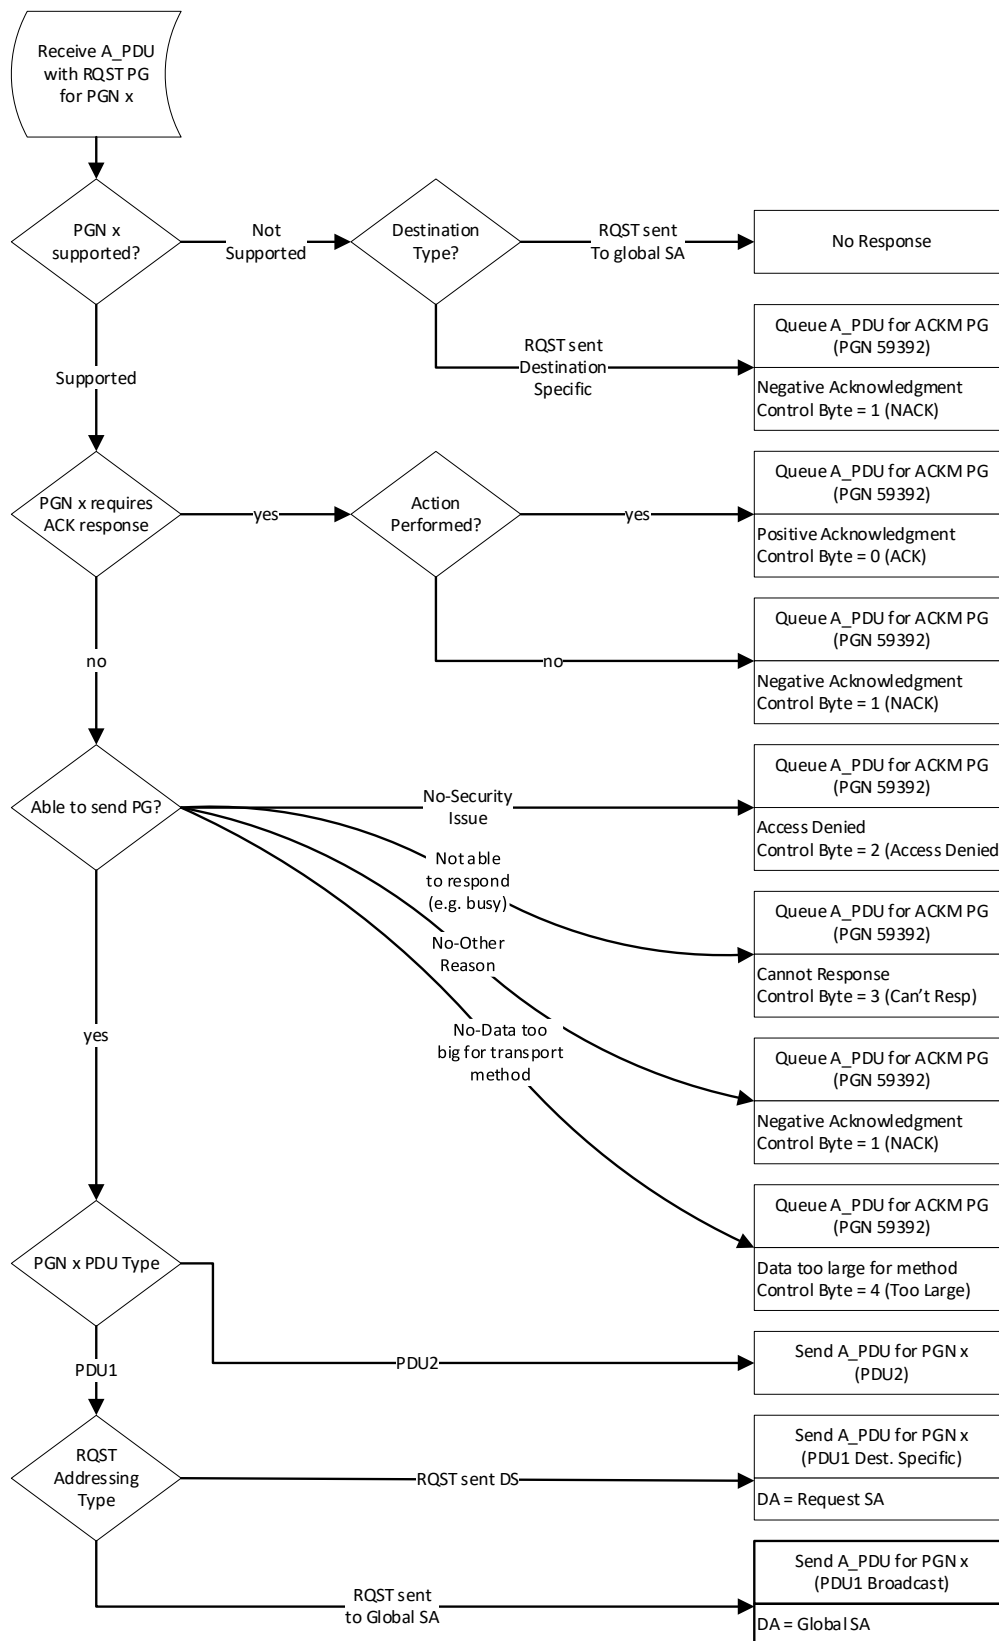 Receive A_PDU
with RQST PG
for PGN x
PGN x
supported?
Not
Supported
Destination
Type?
RQST sent
To global SA
No Response
RQST sent
Destination
Specific
Queue A_PDU for ACKM PG
(PGN 59392)
Negative Acknowledgment
Control Byte = 1 (NACK)
Supported
PGN x requires
ACK response
yes
Action
Performed?
yes
Queue A_PDU for ACKM PG
(PGN 59392)
Positive Acknowledgment
Control Byte = 0 (ACK)
no
Queue A_PDU for ACKM PG
(PGN 59392)
Negative Acknowledgment
Control Byte = 1 (NACK)
no
Able to send PG?
No-Security
Issue
Queue A_PDU for ACKM PG
(PGN 59392)
Access Denied
Control Byte = 2 (Access Denied
Not able
to respond
(e.g. busy)
Queue A_PDU for ACKM PG
(PGN 59392)
Cannot Response
Control Byte = 3 (Can't Resp)
No-Other
Reason
Queue A_PDU for ACKM PG
(PGN 59392)
Negative Acknowledgment
Control Byte = 1 (NACK)
No-Data too
big for transport
method
Queue A_PDU for ACKM PG
(PGN 59392)
Data too large for method
Control Byte = 4 (Too Large)
yes
PGN x PDU Type
PDU2
Send A_PDU for PGN x
(PDU2)
PDU1
RQST
Addressing
Type
RQST sent DS
Send A_PDU for PGN x
(PDU1 Dest. Specific)
DA = Request SA
RQST sent
to Global SA
Send A_PDU for PGN x
(PDU1 Broadcast)
DA = Global SA